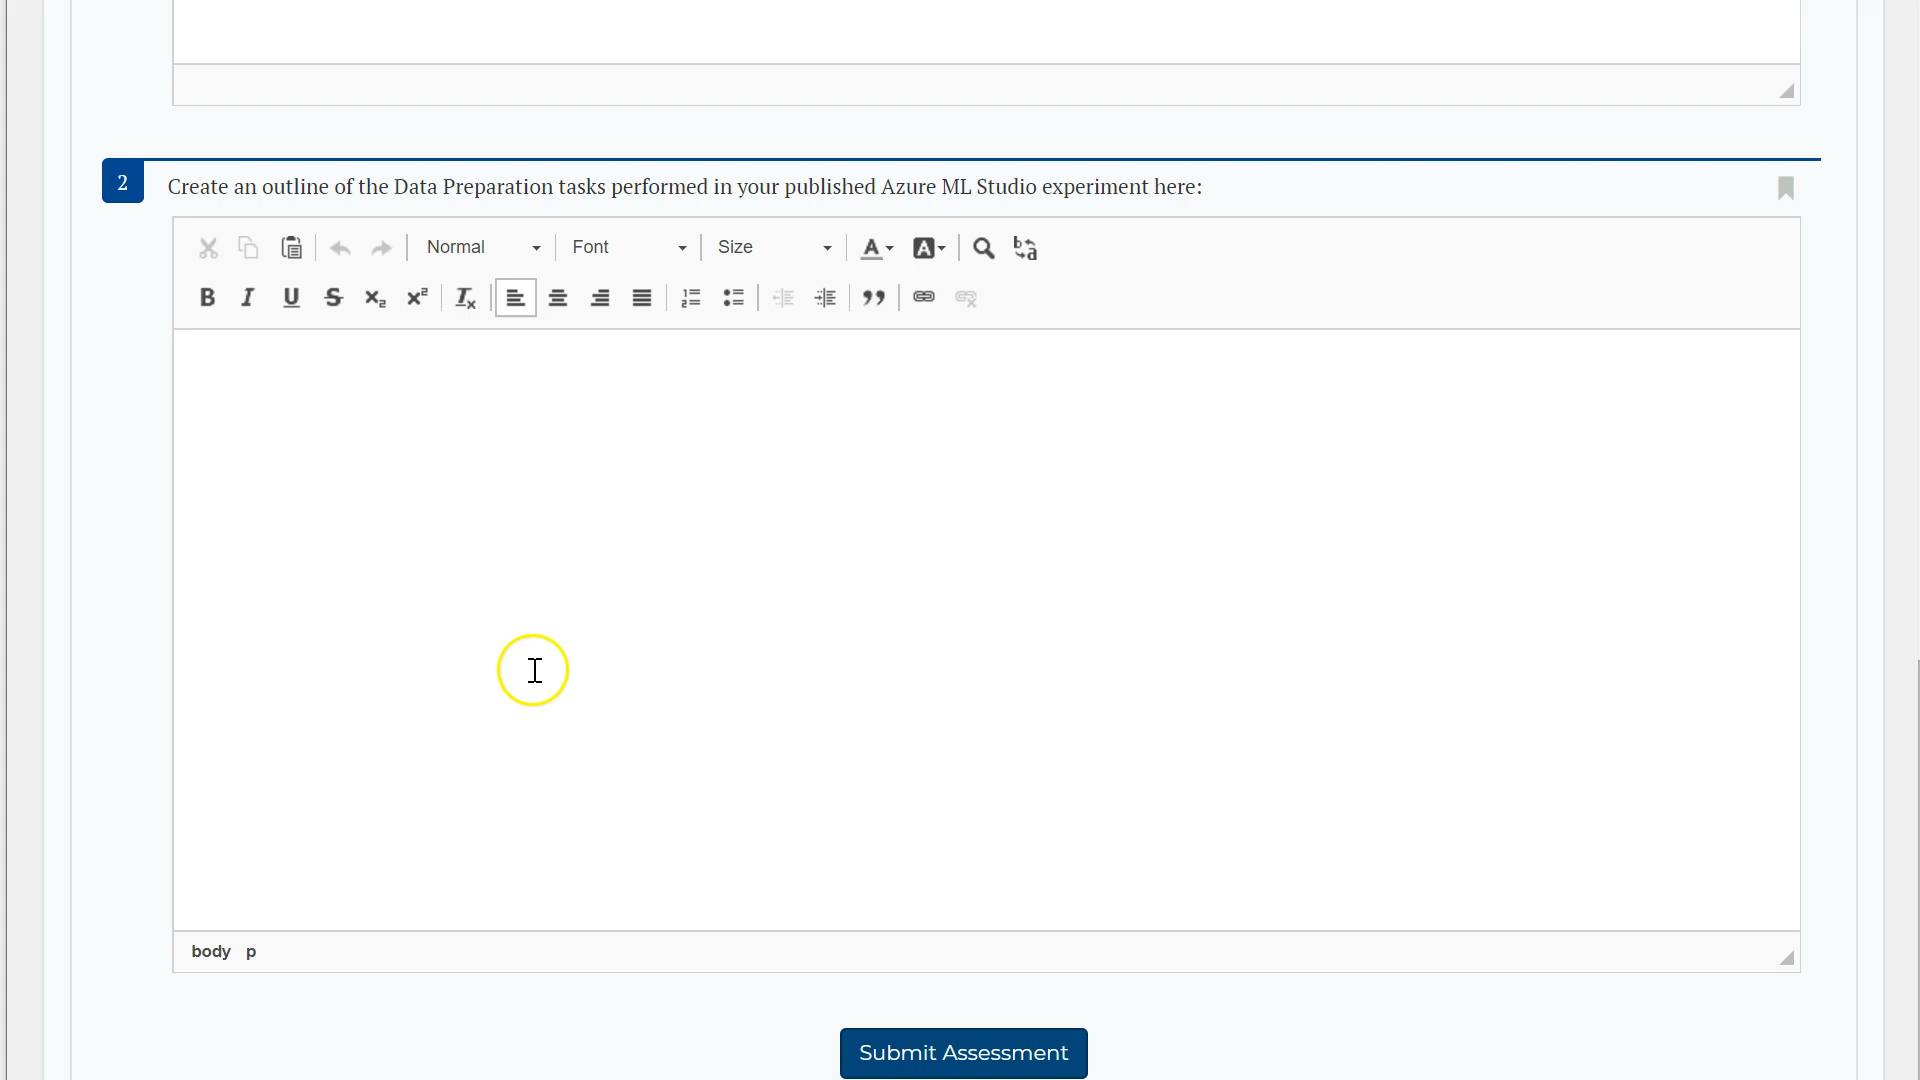 2 Create an outline of the Data Preparation tasks performed in your published Azure ML Studio experiment here:
Normal Font Size
body p
Submit Assessment